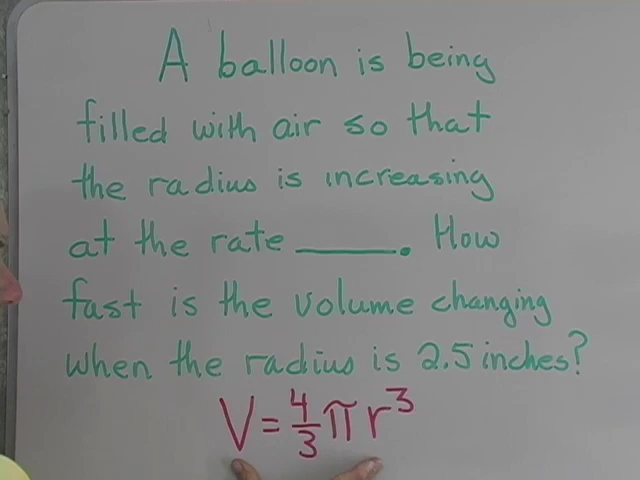 A balloon is being
filled with air so that
the radius is increasing
at the rate ______. How
fast is the volume changing
when the radius is 2.5 inches?
V = 4/3 π r³